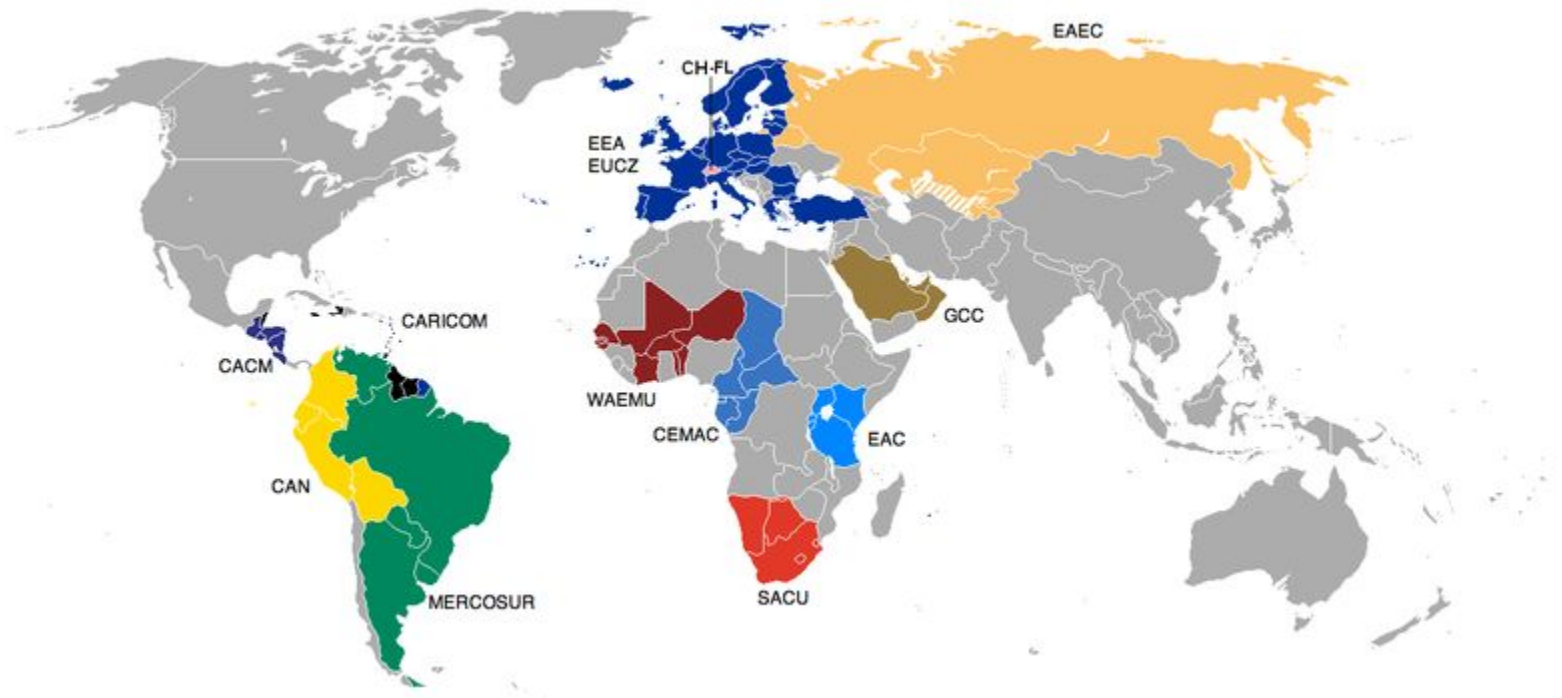 EAEC
CH-FL
EEA
EUCZ
CARICOM
GCC
CACM
WAEMU
CEMAC
EAC
CAN
SACU
MERCOSUR